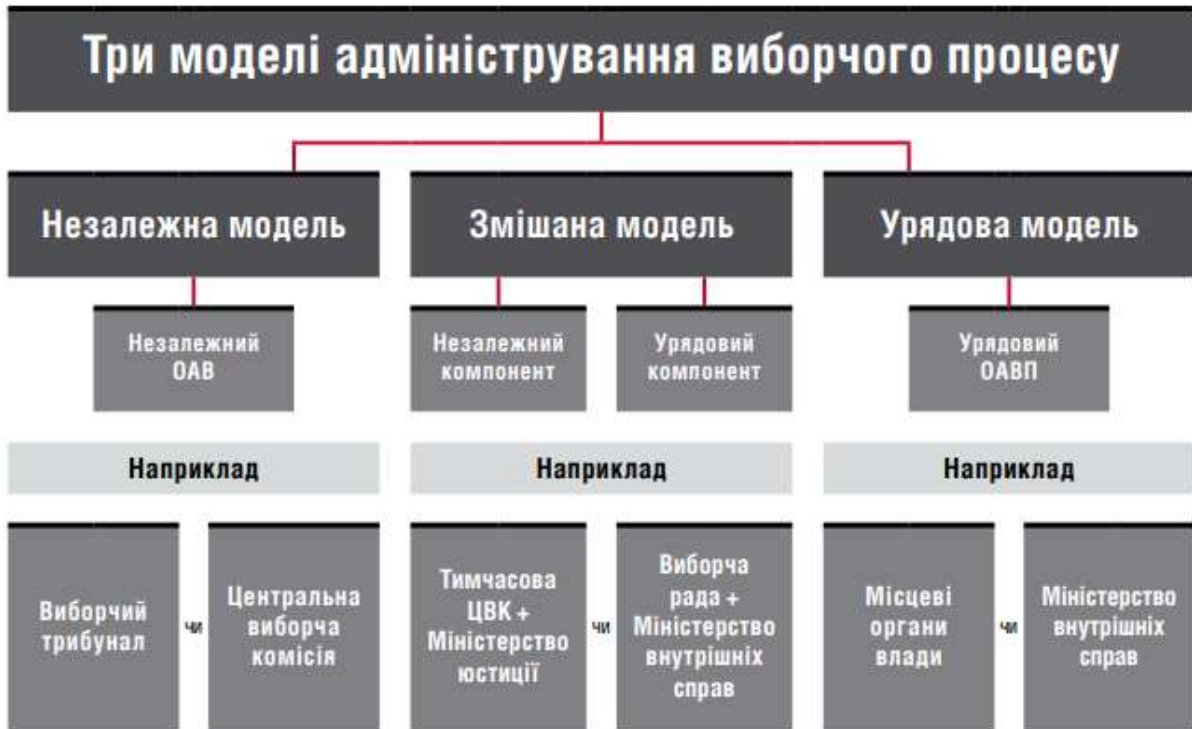 Три моделі адміністрування виборчого процесу
Незалежна модель
Змішана модель
Урядова модель
Незалежний
ОАВ
Незалежний
компонент
Урядовий
компонент
Урядовий
ОАВП
Наприклад
Наприклад
Наприклад
Виборчий
трибунал
чи
Центральна
виборча
комісія
Тимчасова
ЦВК +
Міністерство
юстиції
чи
Виборча
рада +
Міністерство
внутрішніх
справ
Місцеві
органи
влади
чи
Міністерство
внутрішніх
справ